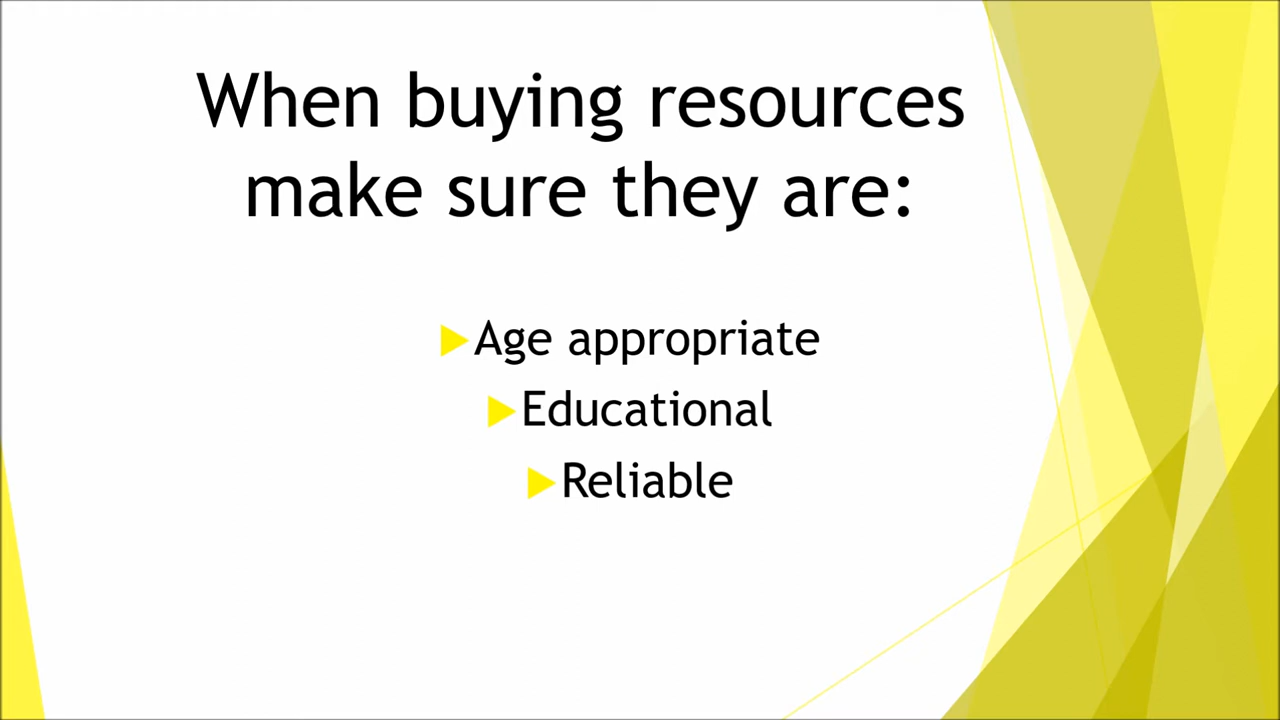 When buying resources
make sure they are:
Age appropriate
Educational
Reliable